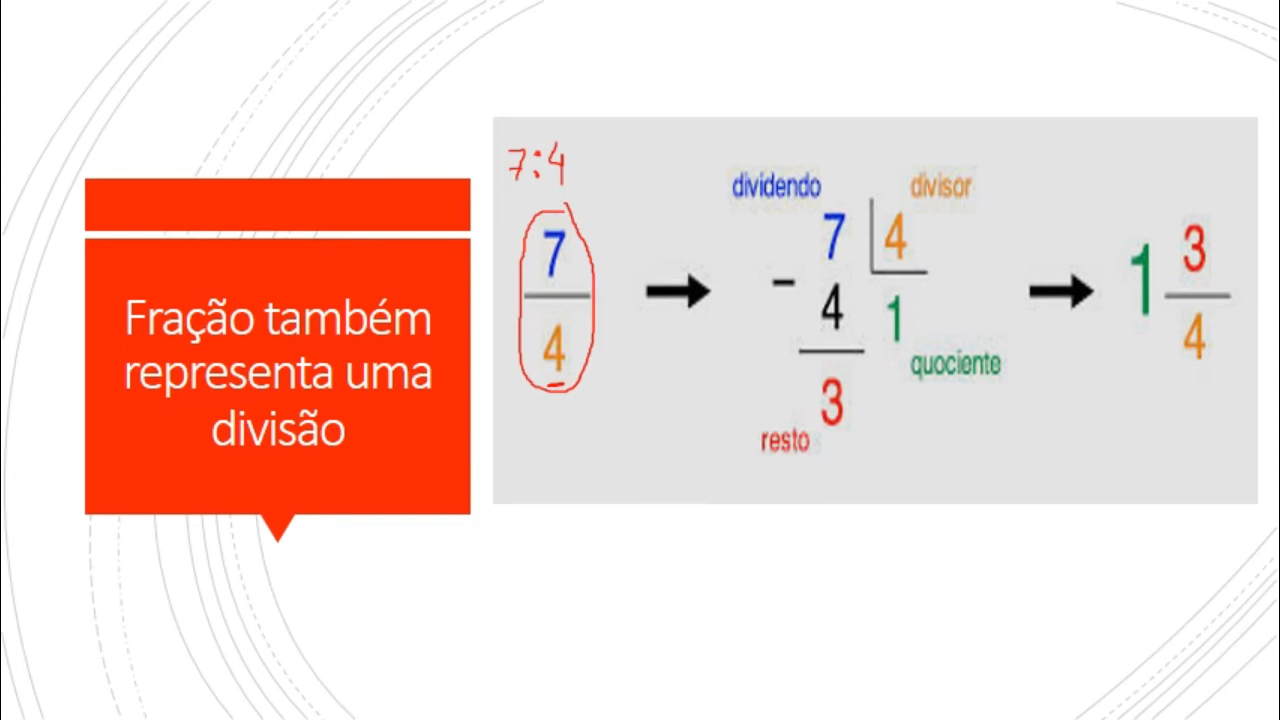 Fração também
representa uma
divisão
7:4
7
4
dividendo
divisor
7 4
- 4
1
quociente
3
resto
1 3
4